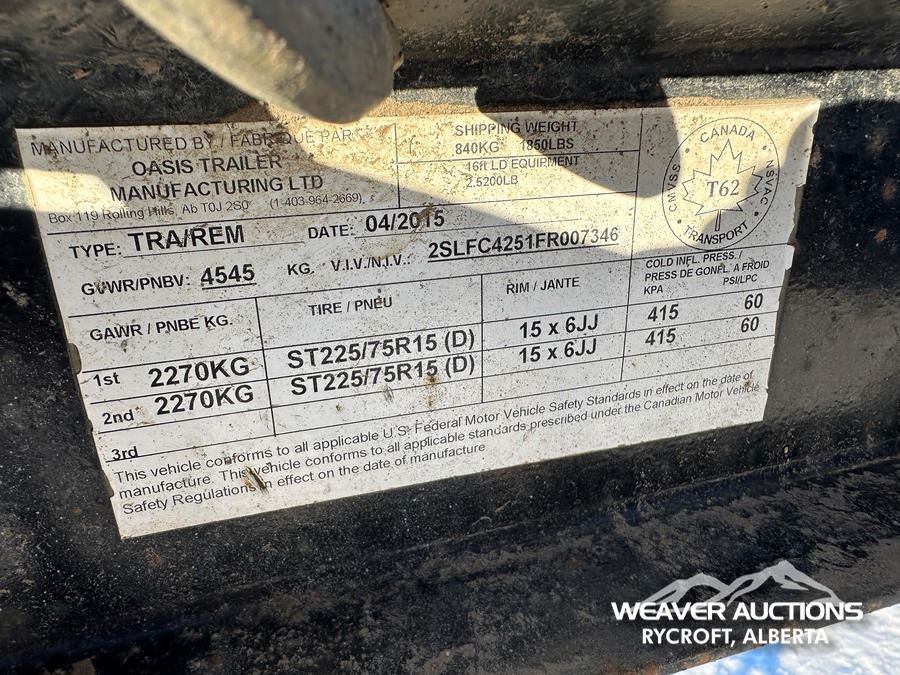 MANUFACTURED BY / FABRIQUE PAR
OASIS TRAILER
MANUFACTURING LTD
Box 119 Rolling Hills, Ab T0J 2S0 (1-403-964-2669)
SHIPPING WEIGHT
840KG 1850LBS
16ft LD EQUIPMENT
2.5200LB
CANADA
CMVSS
NSVAC
T62
TRANSPORT
TYPE: TRA/REM DATE: 04/2015
GVWR/PNBV: 4545 KG. V.I.V./N.I.V.: 2SLFC4251FR007346
GAWR / PNBE KG. TIRE / PNEU RIM / JANTE
COLD INFL. PRESS. /
PRESS DE GONFL. A FROID
KPA PSI/LPC
1st 2270KG ST225/75R15 (D) 15 x 6JJ 415 60
2nd 2270KG ST225/75R15 (D) 15 x 6JJ 415 60
3rd
This vehicle conforms to all applicable U.S. Federal Motor Vehicle Safety Standards in effect on the date of
manufacture. This vehicle conforms to all applicable standards prescribed under the Canadian Motor Vehicle
Safety Regulations in effect on the date of manufacture
WEAVER AUCTIONS
RYCROFT, ALBERTA